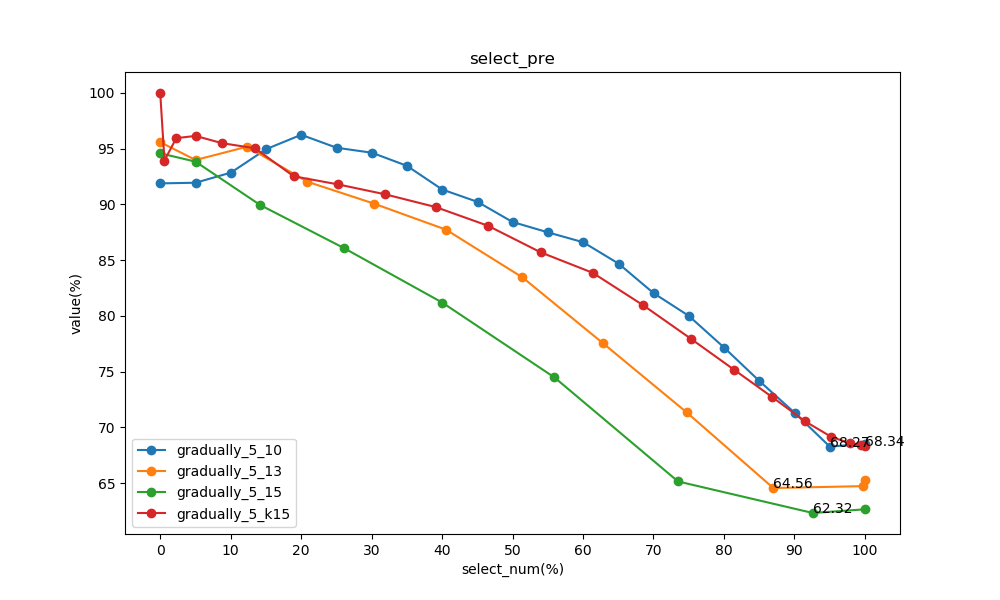 select_pre
value(%)
100
95
90
85
80
75
70
65
68.27
68.34
64.56
62.32
gradually_5_10
gradually_5_13
gradually_5_15
gradually_5_k15
0 10 20 30 40 50 60 70 80 90 100
select_num(%)